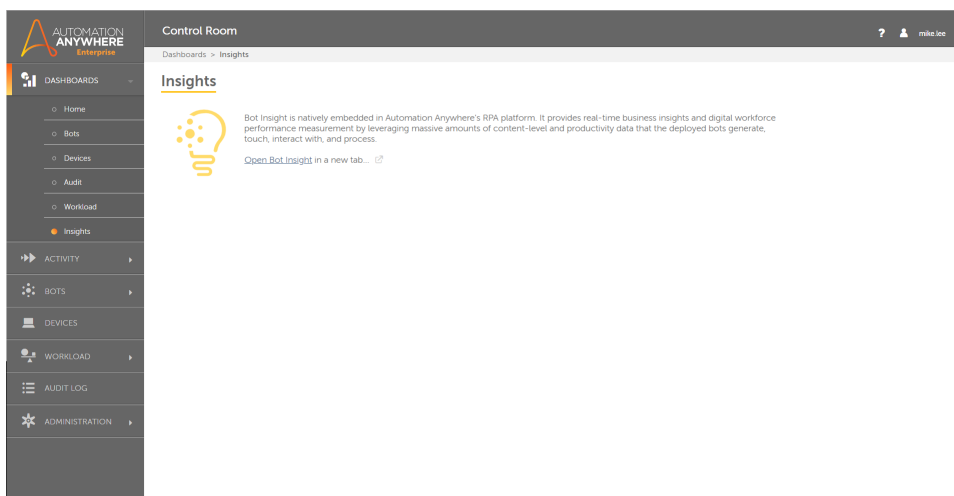 AUTOMATION
ANYWHERE
Enterprise
Control Room
? mike.lee
Dashboards > Insights
DASHBOARDS
Home
Bots
Devices
Audit
Workload
Insights
ACTIVITY
BOTS
DEVICES
WORKLOAD
AUDIT LOG
ADMINISTRATION
Insights
Bot Insight is natively embedded in Automation Anywhere's RPA platform. It provides real-time business insights and digital workforce
performance measurement by leveraging massive amounts of content-level and productivity data that the deployed bots generate,
touch, interact with, and process.
Open Bot Insight in a new tab...